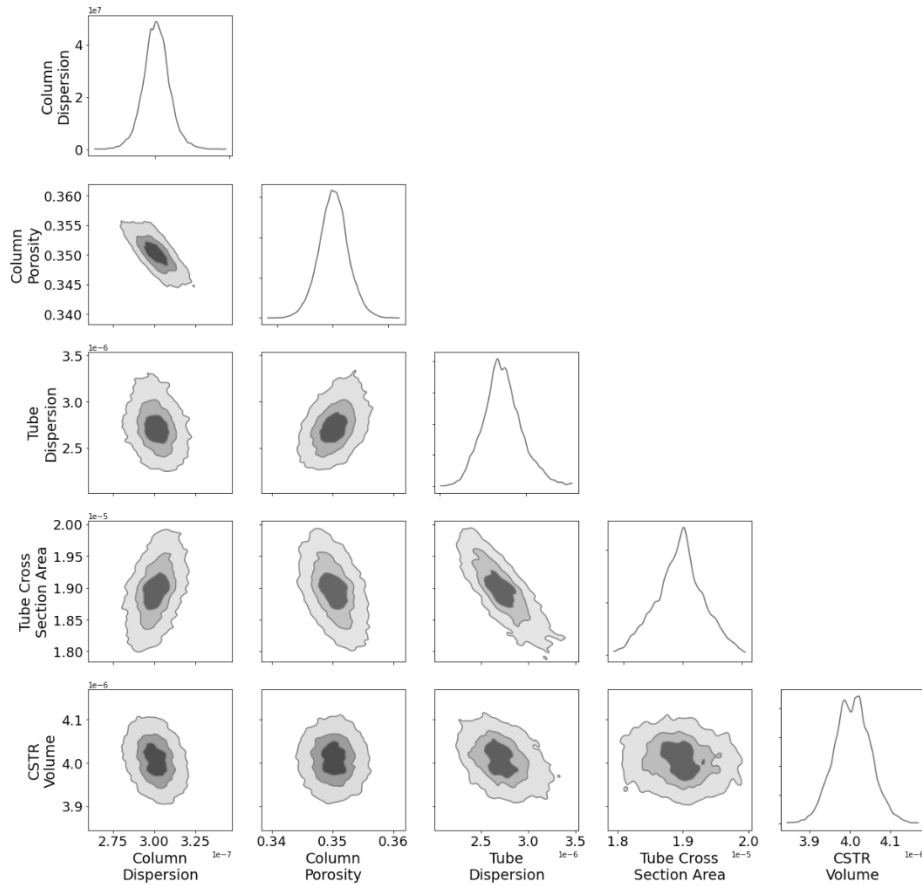 1e7
4
2
0
Column
Dispersion
0.360
0.355
0.350
0.345
0.340
Column
Porosity
1e−6
3.5
3.0
2.5
Tube
Dispersion
1e−5
2.00
1.95
1.90
1.85
1.80
Tube Cross
Section Area
1e−6
4.1
4.0
3.9
CSTR
Volume
2.75 3.00 3.25
1e−7
Column
Dispersion
0.34 0.35 0.36
Column
Porosity
2.5 3.0 3.5
1e−6
Tube
Dispersion
1.8 1.9 2.0
1e−5
Tube Cross
Section Area
3.9 4.0 4.1
CSTR
Volume